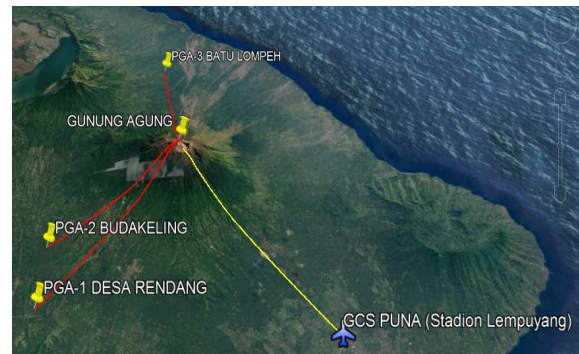 PGA-3 BATU LOMPEH
GUNUNG AGUNG
PGA-2 BUDAKELING
PGA-1 DESA RENDANG
GCS PUNA (Stadion Lempuyang)